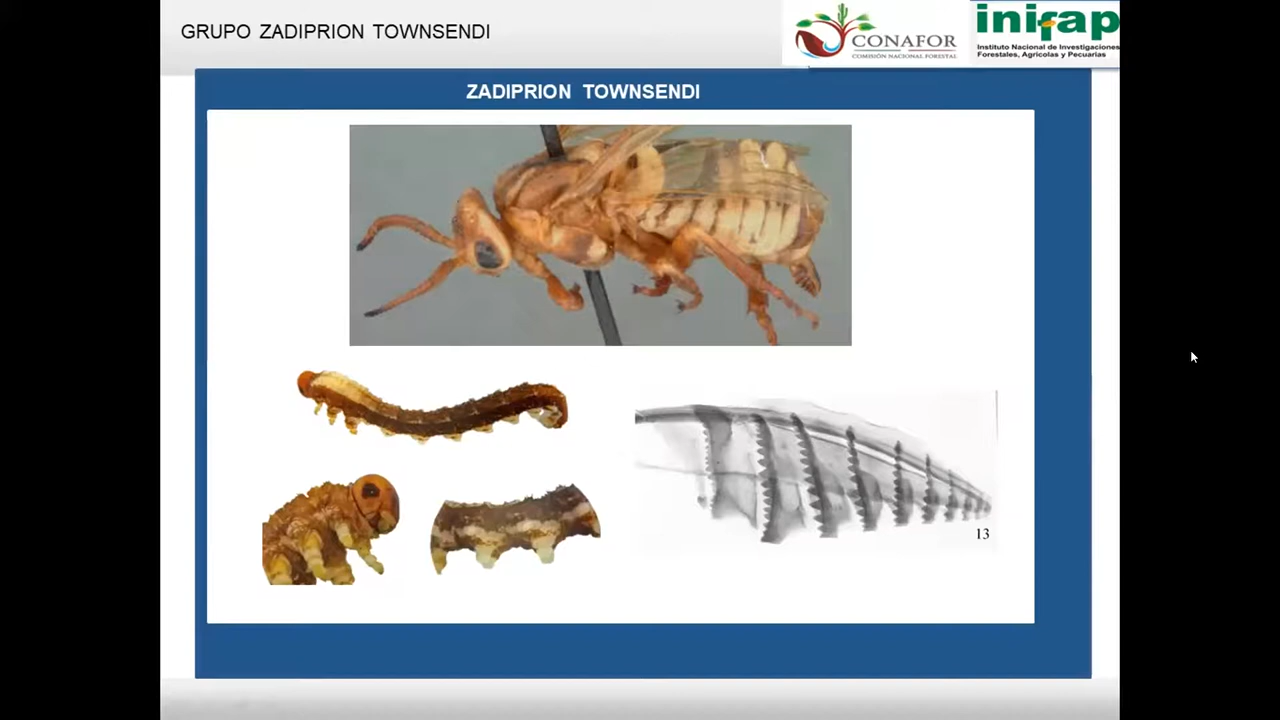 GRUPO ZADIPRION TOWNSENDI
CONAFOR
COMISIÓN NACIONAL FORESTAL
inifap
Instituto Nacional de Investigaciones
Forestales, Agrícolas y Pecuarias
ZADIPRION TOWNSENDI
13